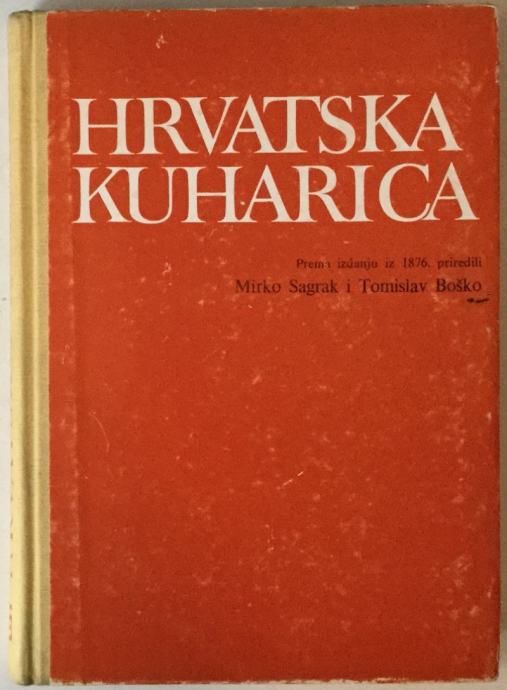 HRVATSKA
KUHARICA
Prema izdanju iz 1876. priredili
Mirko Sagrak i Tomislav Boško